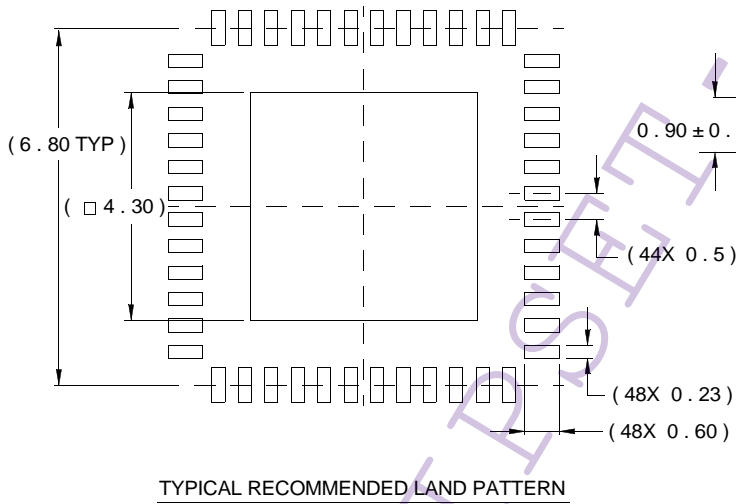 ( 6 . 80 TYP )
( □ 4 . 30 )
0 . 90 ± 0 .
( 44X 0 . 5 )
( 48X 0 . 23 )
( 48X 0 . 60 )
TYPICAL RECOMMENDED LAND PATTERN
IPSET.